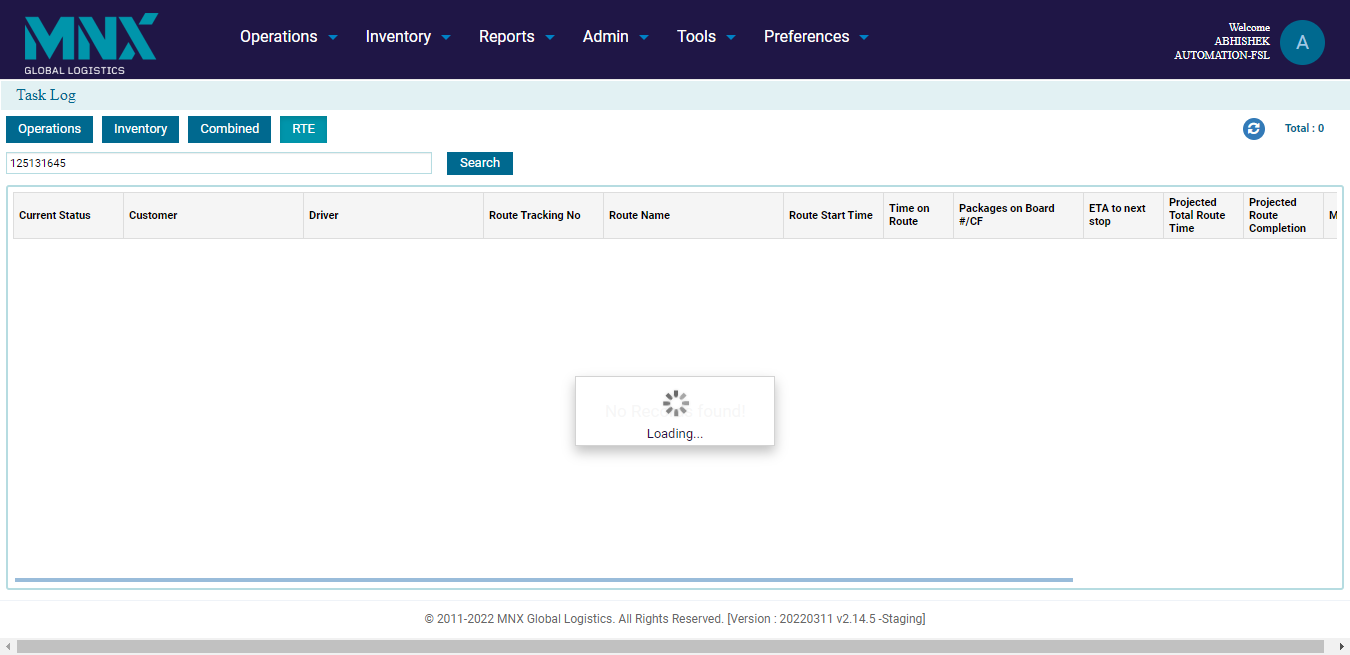 MNX
GLOBAL LOGISTICS
Operations Inventory Reports Admin Tools Preferences
Welcome
ABHISHEK
AUTOMATION-FSL
A
Task Log
Operations Inventory Combined RTE
Total : 0
125131645
Search
Current Status Customer Driver Route Tracking No Route Name Route Start Time Time on Route Packages on Board #/CF ETA to next stop Projected Total Route Time Projected Route Completion M
No Records found!
Loading...
© 2011-2022 MNX Global Logistics. All Rights Reserved. [Version : 20220311 v2.14.5 -Staging]